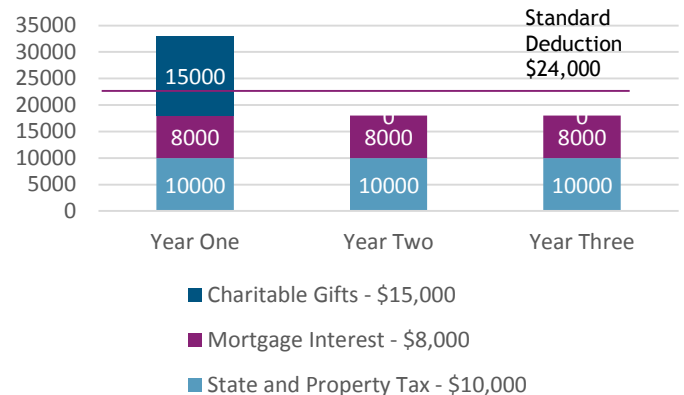 35000
30000
25000
20000
15000
10000
5000
0
Standard
Deduction
$24,000
15000
8000
10000
0
8000
10000
0
8000
10000
Year One
Year Two
Year Three
Charitable Gifts - $15,000
Mortgage Interest - $8,000
State and Property Tax - $10,000